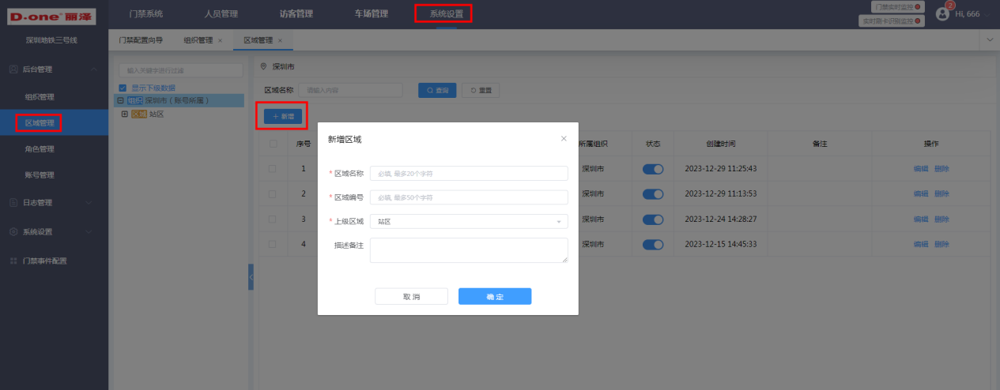 D·one®丽泽
门禁系统
人员管理
访客管理
车场管理
系统设置
门禁实时监控
实时刷卡识别监控
2
Hi, 666
深圳地铁三号线
门禁配置向导
组织管理 ×
区域管理 ×
后台管理
组织管理
区域管理
角色管理
账号管理
日志管理
系统设置
门禁事件配置
输入关键字进行过滤
显示下级数据
组织 深圳市（账号所属）
区域 站区
深圳市
区域名称 请输入内容 查询 重置
+ 新增
序号 所属组织 状态 创建时间 备注 操作
1 深圳市 2023-12-29 11:25:43 编辑 删除
2 深圳市 2023-12-29 11:13:53 编辑 删除
3 深圳市 2023-12-24 14:28:27 编辑 删除
4 深圳市 2023-12-15 14:45:33 编辑 删除
新增区域 ×
* 区域名称 必填, 最多20个字符
* 区域编号 必填, 最多50个字符
* 上级区域 站区
描述备注
取 消 确 定